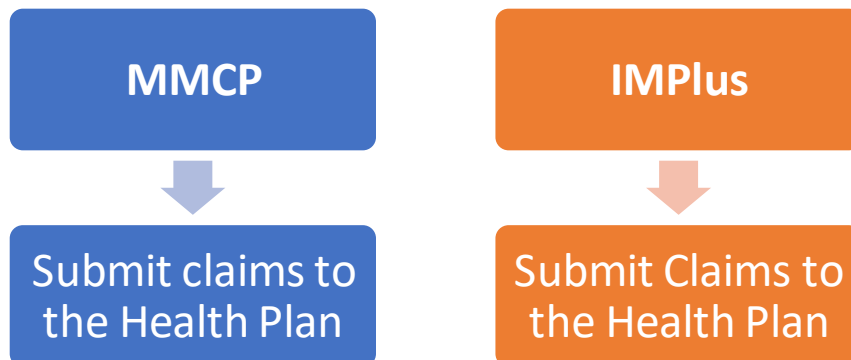 MMCP
IMPlus
Submit claims to
the Health Plan
Submit Claims to
the Health Plan